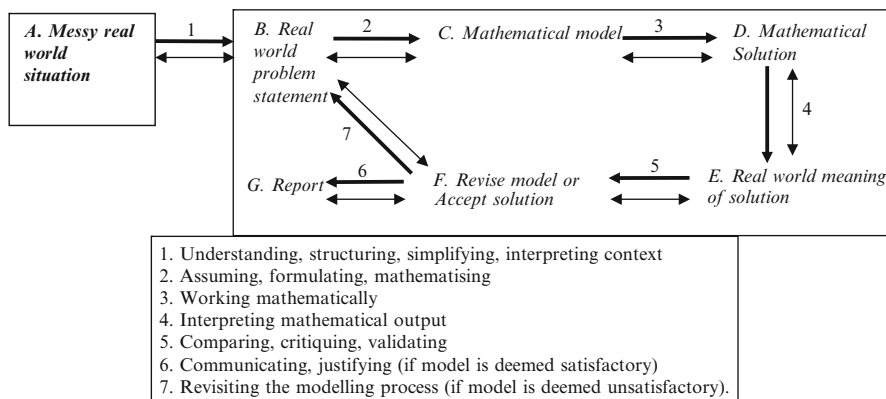 A. Messy real
world
situation
1
B. Real
world
problem
statement
2
C. Mathematical model
3
D. Mathematical
Solution
4
7
6
5
G. Report
F. Revise model or
Accept solution
E. Real world meaning
of solution
1. Understanding, structuring, simplifying, interpreting context
2. Assuming, formulating, mathematising
3. Working mathematically
4. Interpreting mathematical output
5. Comparing, critiquing, validating
6. Communicating, justifying (if model is deemed satisfactory)
7. Revisiting the modelling process (if model is deemed unsatisfactory).